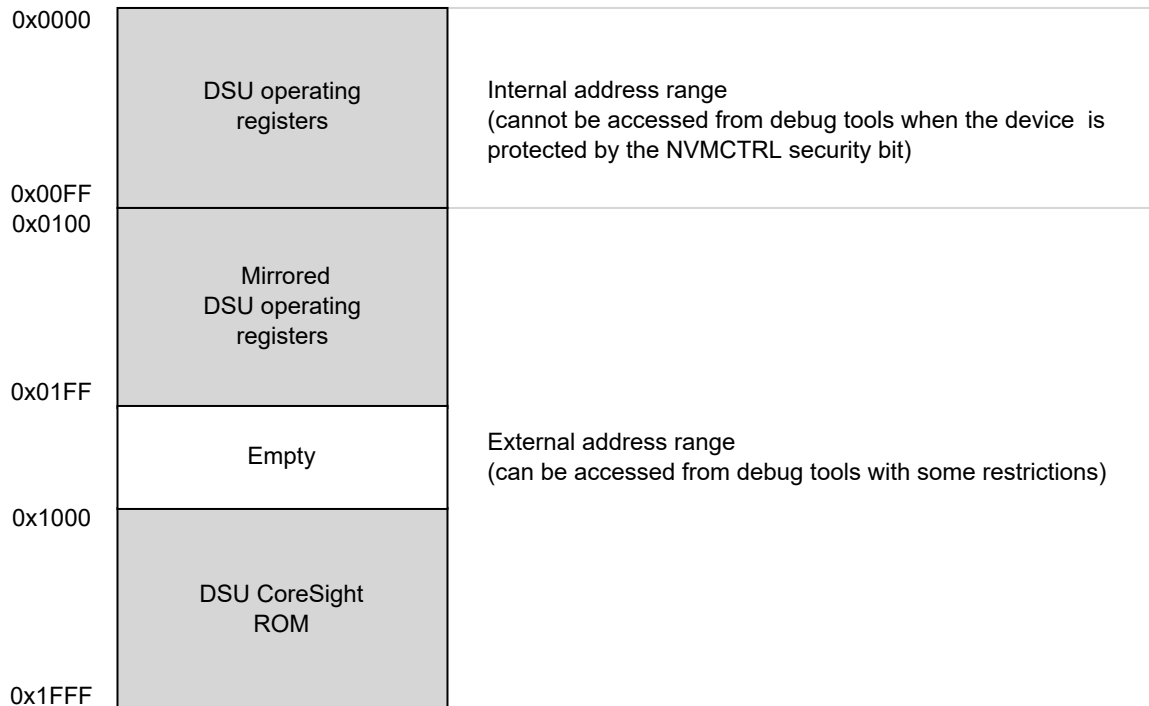 0x0000
DSU operating
registers
Internal address range
(cannot be accessed from debug tools when the device is
protected by the NVMCTRL security bit)
0x00FF
0x0100
Mirrored
DSU operating
registers
0x01FF
Empty
External address range
(can be accessed from debug tools with some restrictions)
0x1000
DSU CoreSight
ROM
0x1FFF